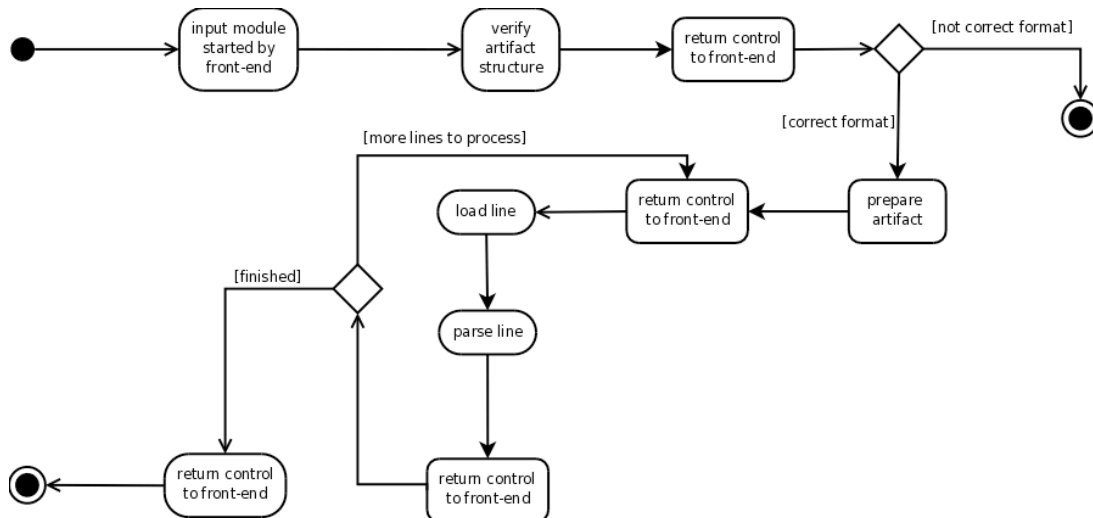 input module
started by
front-end
verify
artifact
structure
return control
to front-end
[not correct format]
[correct format]
[more lines to process]
prepare
artifact
return control
to front-end
load line
[finished]
parse line
return control
to front-end
return control
to front-end